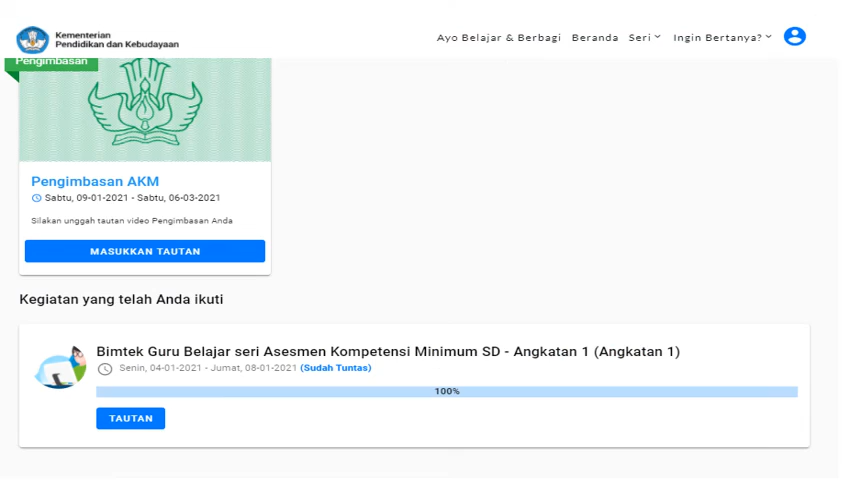 Kementerian
Pendidikan dan Kebudayaan
Ayo Belajar & Berbagi Beranda Seri Ingin Bertanya?
Pengimbasan
Pengimbasan AKM
Sabtu, 09-01-2021 - Sabtu, 06-03-2021
Silakan unggah tautan video Pengimbasan Anda
MASUKKAN TAUTAN
Kegiatan yang telah Anda ikuti
Bimtek Guru Belajar seri Asesmen Kompetensi Minimum SD - Angkatan 1 (Angkatan 1)
Senin, 04-01-2021 - Jumat, 08-01-2021 (Sudah Tuntas)
100%
TAUTAN